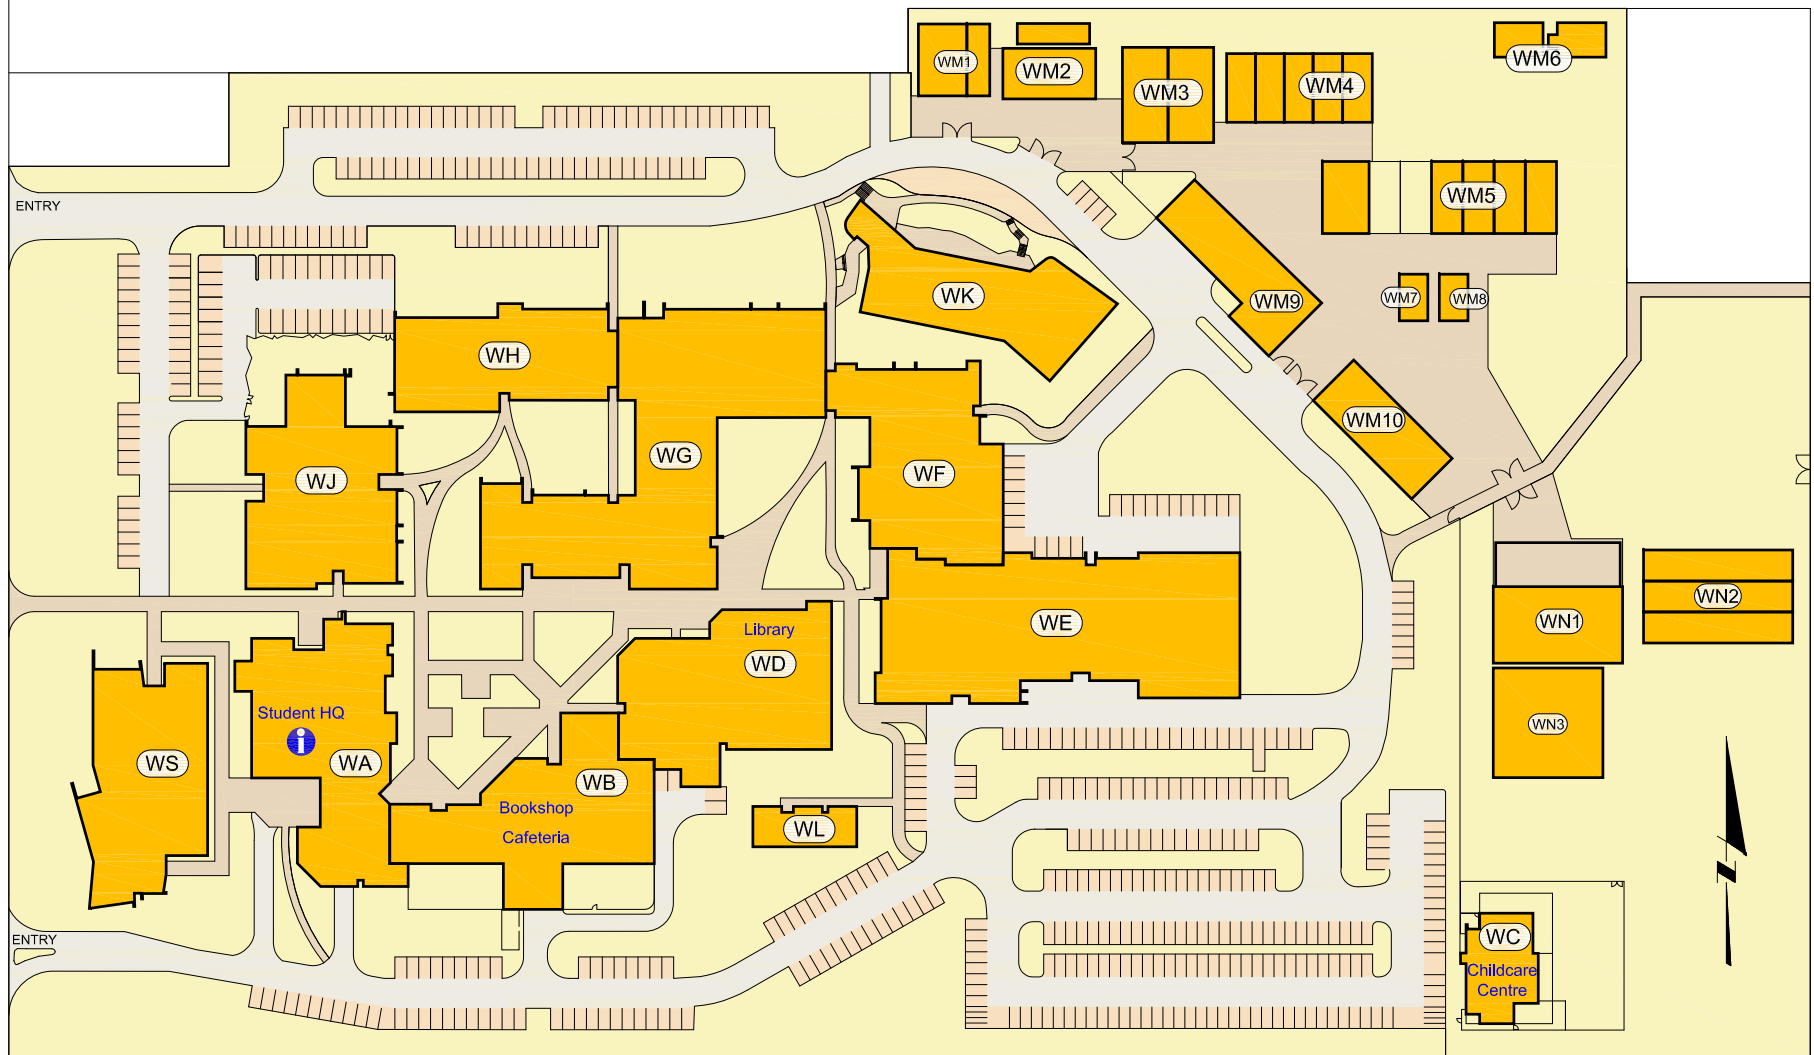 WM6
WM1
WM2
WM3
WM4
WM5
ENTRY
WK
WM9
WM7
WM8
WH
WM10
WG
WF
WJ
WN2
WN1
WE
Library
WD
Student HQ
i
WN3
WS
WA
WB
Bookshop
Cafeteria
WL
N
ENTRY
WC
Childcare
Centre